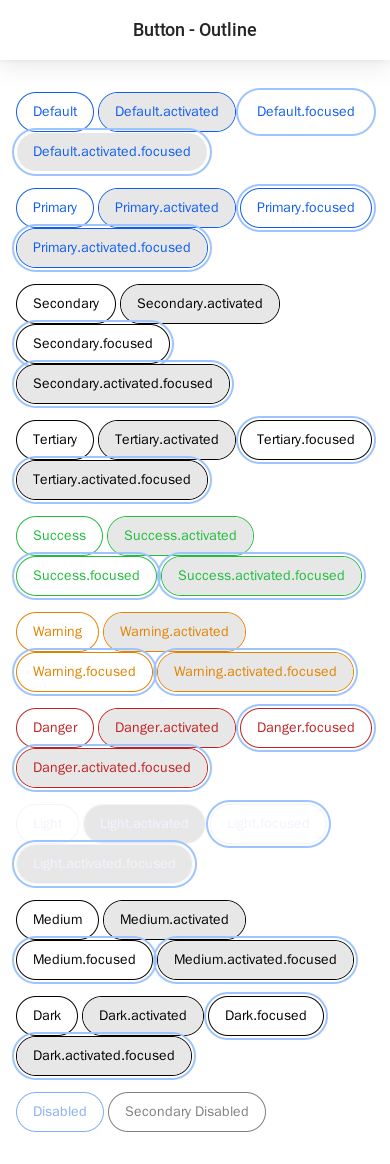 Button - Outline
Default Default.activated Default.focused
Default.activated.focused
Primary Primary.activated Primary.focused
Primary.activated.focused
Secondary Secondary.activated
Secondary.focused
Secondary.activated.focused
Tertiary Tertiary.activated Tertiary.focused
Tertiary.activated.focused
Success Success.activated
Success.focused Success.activated.focused
Warning Warning.activated
Warning.focused Warning.activated.focused
Danger Danger.activated Danger.focused
Danger.activated.focused
Light Light.activated Light.focused
Light.activated.focused
Medium Medium.activated
Medium.focused Medium.activated.focused
Dark Dark.activated Dark.focused
Dark.activated.focused
Disabled Secondary Disabled